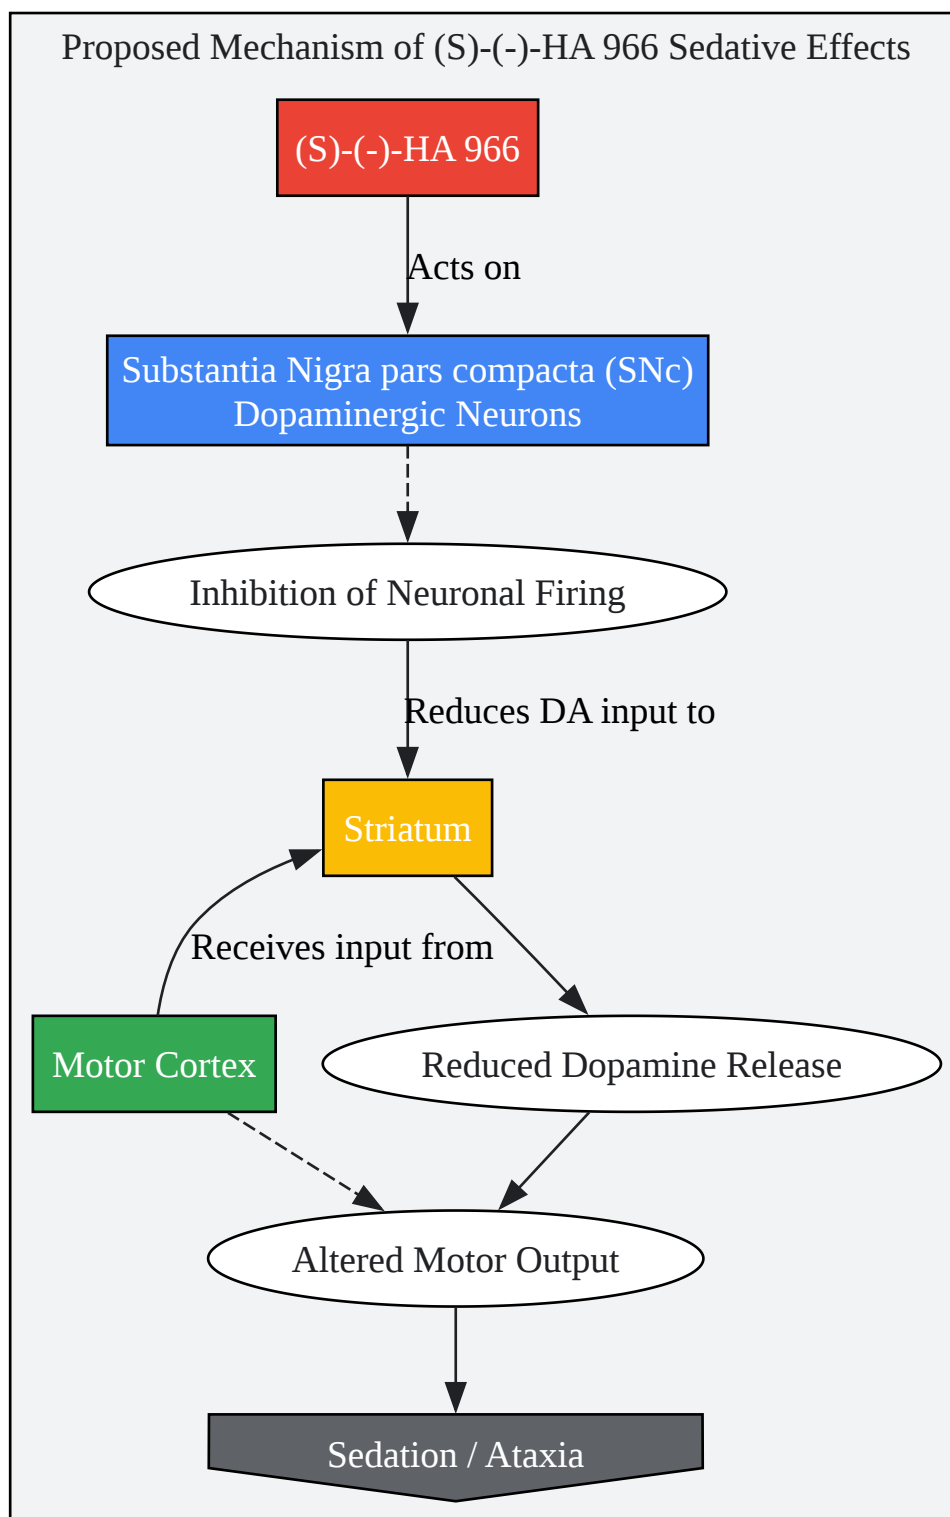 Proposed Mechanism of (S)-(-)-HA 966 Sedative Effects
(S)-(-)-HA 966
Acts on
Substantia Nigra pars compacta (SNc)
Dopaminergic Neurons
Inhibition of Neuronal Firing
Reduces DA input to
Striatum
Receives input from
Motor Cortex
Reduced Dopamine Release
Altered Motor Output
Sedation / Ataxia